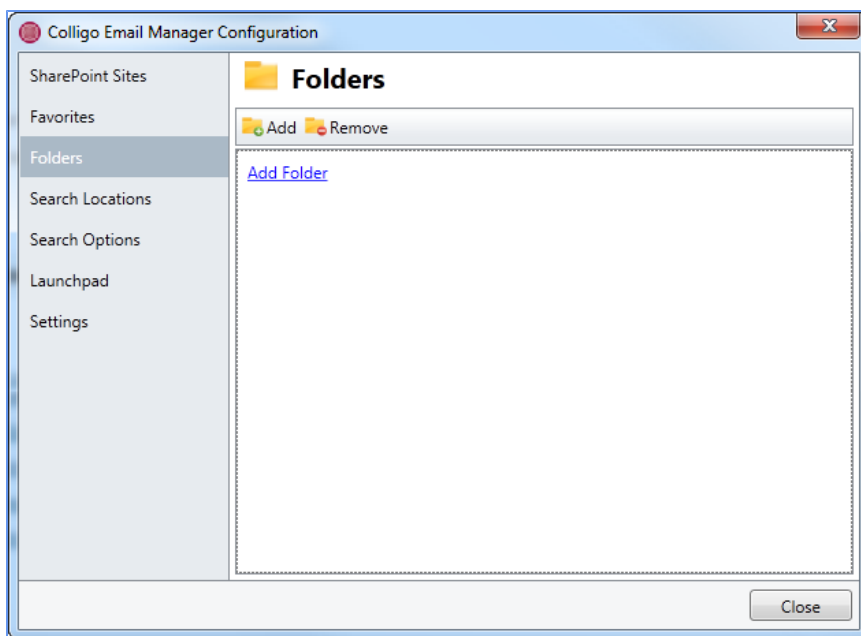 Colligo Email Manager Configuration
SharePoint Sites
Favorites
Folders
Search Locations
Search Options
Launchpad
Settings
Folders
Add Remove
Add Folder
Close